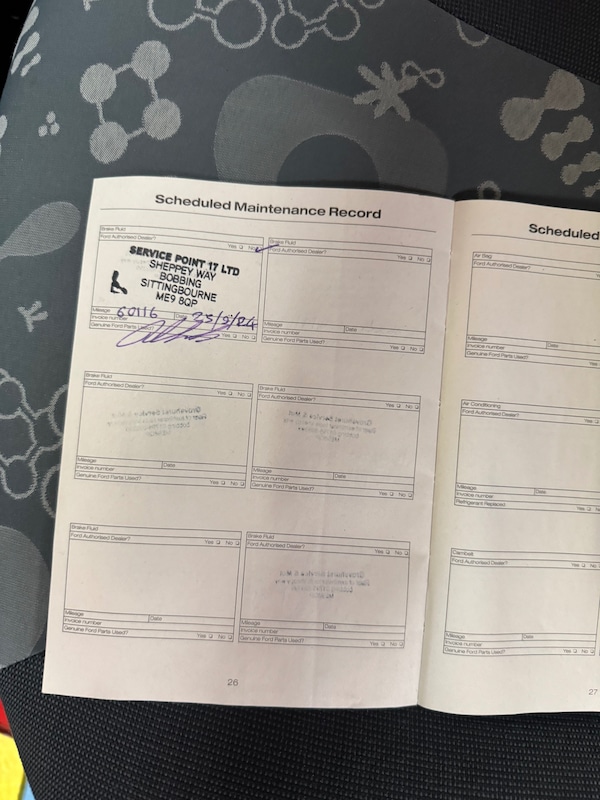 Scheduled Maintenance Record
Brake Fluid
Ford Authorised Dealer?
Yes No
SERVICE POINT 17 LTD
SHEPPEY WAY
BOBBING
SITTINGBOURNE
ME9 8QP
Mileage 60116 Date 25/9/24
Invoice number
Genuine Ford Parts Used? Yes No
Brake Fluid
Ford Authorised Dealer?
Yes No
Mileage Date
Invoice number
Genuine Ford Parts Used? Yes No
Brake Fluid
Ford Authorised Dealer?
Yes No
Mileage Date
Invoice number
Genuine Ford Parts Used? Yes No
Brake Fluid
Ford Authorised Dealer?
Yes No
Mileage Date
Invoice number
Genuine Ford Parts Used? Yes No
Brake Fluid
Ford Authorised Dealer?
Yes No
Mileage Date
Invoice number
Genuine Ford Parts Used? Yes No
Brake Fluid
Ford Authorised Dealer?
Yes No
Mileage Date
Invoice number
Genuine Ford Parts Used? Yes No
26
Scheduled
Air Bag
Ford Authorised Dealer?
Mileage Date
Invoice number
Genuine Ford Parts Used? Yes
Air Conditioning
Ford Authorised Dealer?
Mileage Date
Invoice number
Refrigerant Replaced Yes
Cambelt
Ford Authorised Dealer?
Yes No
Mileage Date
Invoice number
Genuine Ford Parts Used? Yes No
27